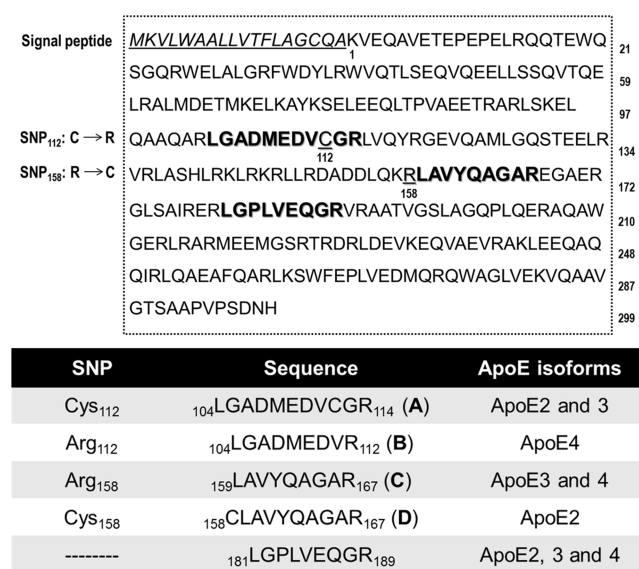 Signal peptide MKVLWAALLVTFLAGCQAKVEQAVETEPEPELRQQTEWQ 21
1
SGQRWELALGRFWDYLRWVQTLSEQVQEELLSSQVTQE 59
LRALMDETMKELKAYKSELEEQLTPVAEETRARLSKEL 97
SNP112: C → R QAAQARLGADMEDVCGRLVQYRGEVQAMLGQSTEELR 134
112
SNP158: R → C VRLASHLRKLRKRLLRDADDLQKRLAVYQAGAREGAER 172
158
GLSAIRERLGPLVEQGRVRAATVGSLAGQPLQERAQAW 210
GERLRARMEEMGSRTRDRLDEVKEQVAEVRAKLEEQAQ 248
QIRLQAEAFQARLKSWFEPLVEDMQRQWAGLVEKVQAAV 287
GTSAAPVPSDNH 299
SNP Sequence ApoE isoforms
Cys112 104LGADMEDVCGR114 (A) ApoE2 and 3
Arg112 104LGADMEDVR112 (B) ApoE4
Arg158 159LAVYQAGAR167 (C) ApoE3 and 4
Cys158 158CLAVYQAGAR167 (D) ApoE2
-------- 181LGPLVEQGR189 ApoE2, 3 and 4